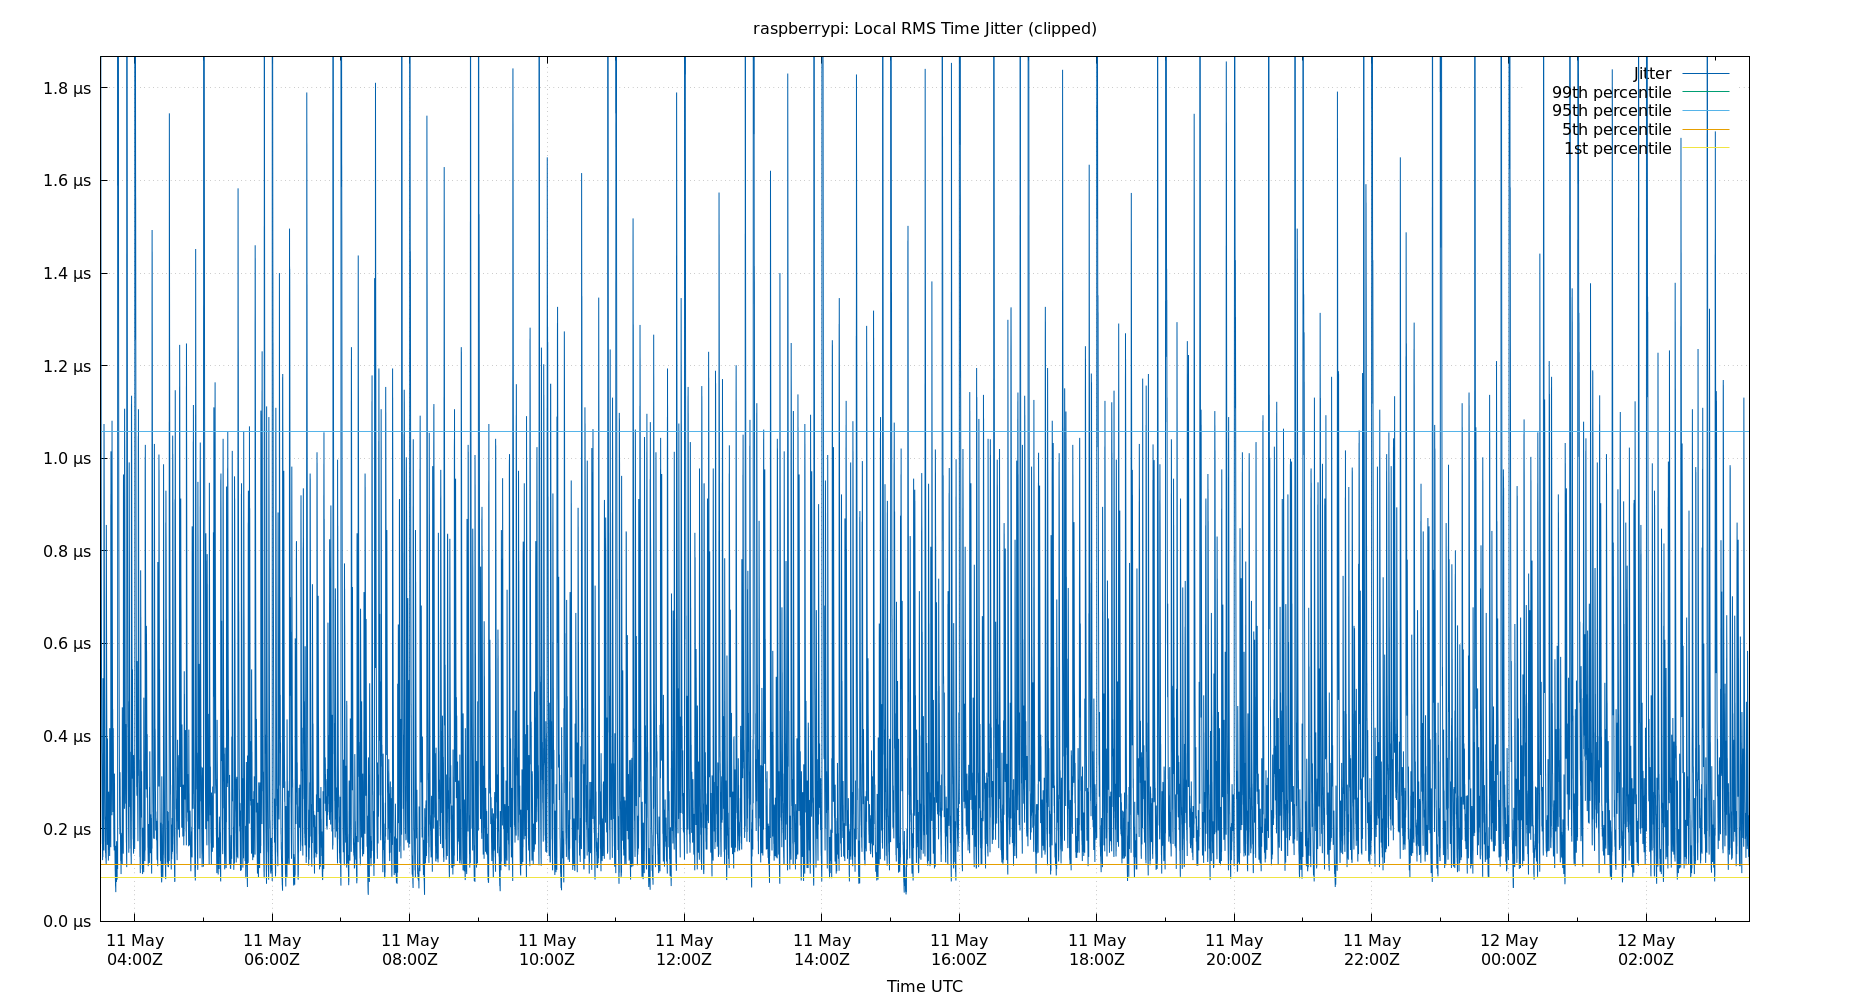 raspberrypi: Local RMS Time Jitter (clipped)
1.8 µs
1.6 µs
1.4 µs
1.2 µs
1.0 µs
0.8 µs
0.6 µs
0.4 µs
0.2 µs
0.0 µs
Jitter
99th percentile
95th percentile
5th percentile
1st percentile
11 May 11 May 11 May 11 May 11 May 11 May 11 May 11 May 11 May 11 May 12 May 12 May
04:00Z 06:00Z 08:00Z 10:00Z 12:00Z 14:00Z 16:00Z 18:00Z 20:00Z 22:00Z 00:00Z 02:00Z
Time UTC